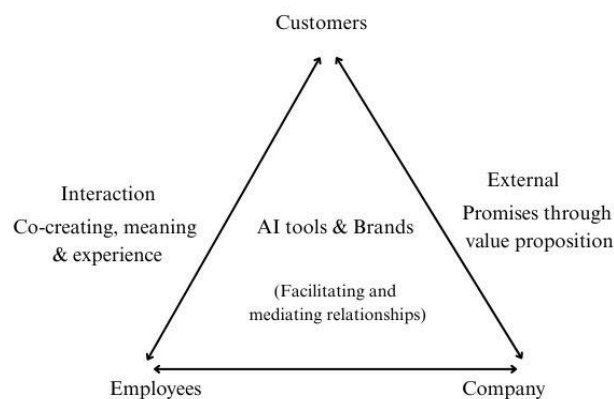 Customers
Interaction
Co-creating, meaning
& experience
External
Promises through
value proposition
AI tools & Brands
(Facilitating and
mediating relationships)
Employees
Company